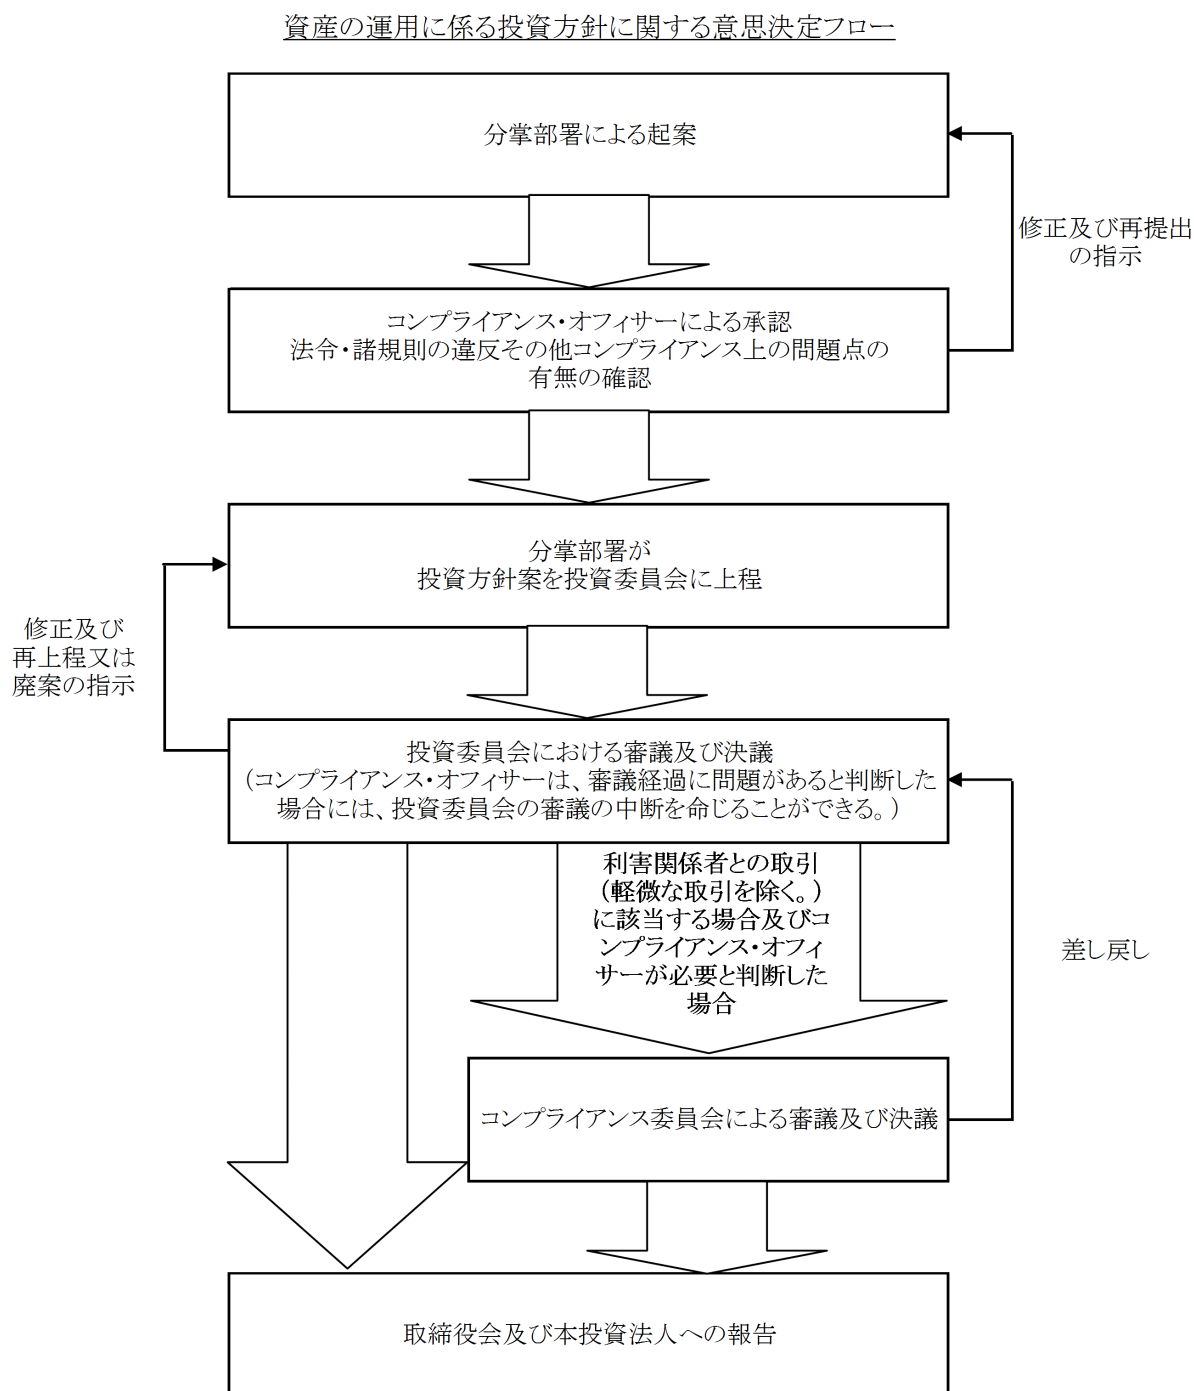 資産の運用に係る投資方針に関する意思決定フロー
分掌部署による起案
修正及び再提出
の指示
コンプライアンス・オフィサーによる承認
法令・諸規則の違反その他コンプライアンス上の問題点の
有無の確認
分掌部署が
投資方針案を投資委員会に上程
修正及び
再上程又は
廃案の指示
投資委員会における審議及び決議
（コンプライアンス・オフィサーは、審議経過に問題があると判断した
場合には、投資委員会の審議の中断を命じることができる。）
利害関係者との取引
（軽微な取引を除く。）
に該当する場合及びコ
ンプライアンス・オフィ
サーが必要と判断した
場合
差し戻し
コンプライアンス委員会による審議及び決議
取締役会及び本投資法人への報告